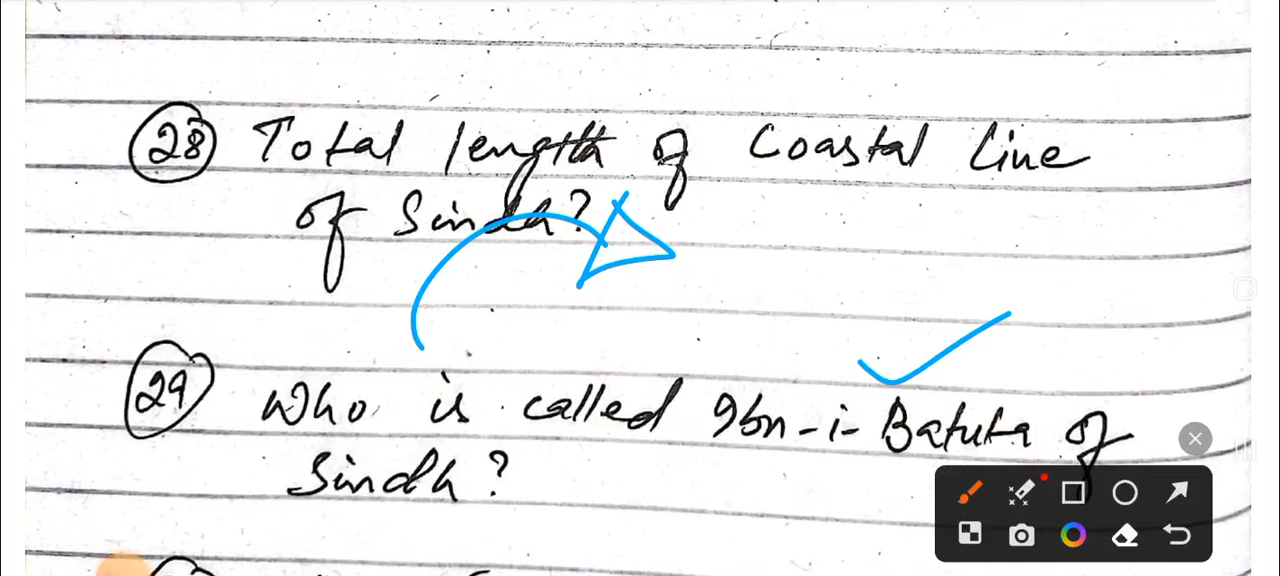 28 Total length of Coastal Line
of Sindh?
29 Who is called Ibn-i-Batuta of
Sindh?